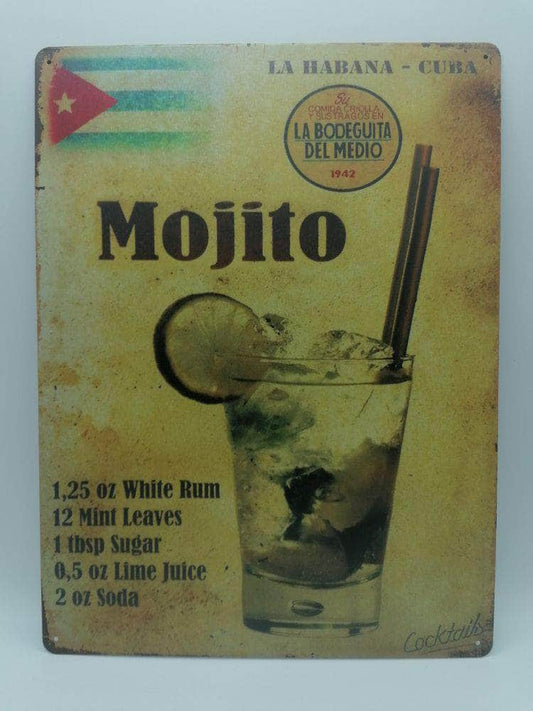 LA HABANA - CUBA
Su
COMIDA CRIOLLA
Y SUS TRAGOS EN
LA BODEGUITA
DEL MEDIO
1942
Mojito
1,25 oz White Rum
12 Mint Leaves
1 tbsp Sugar
0,5 oz Lime Juice
2 oz Soda
Cocktails